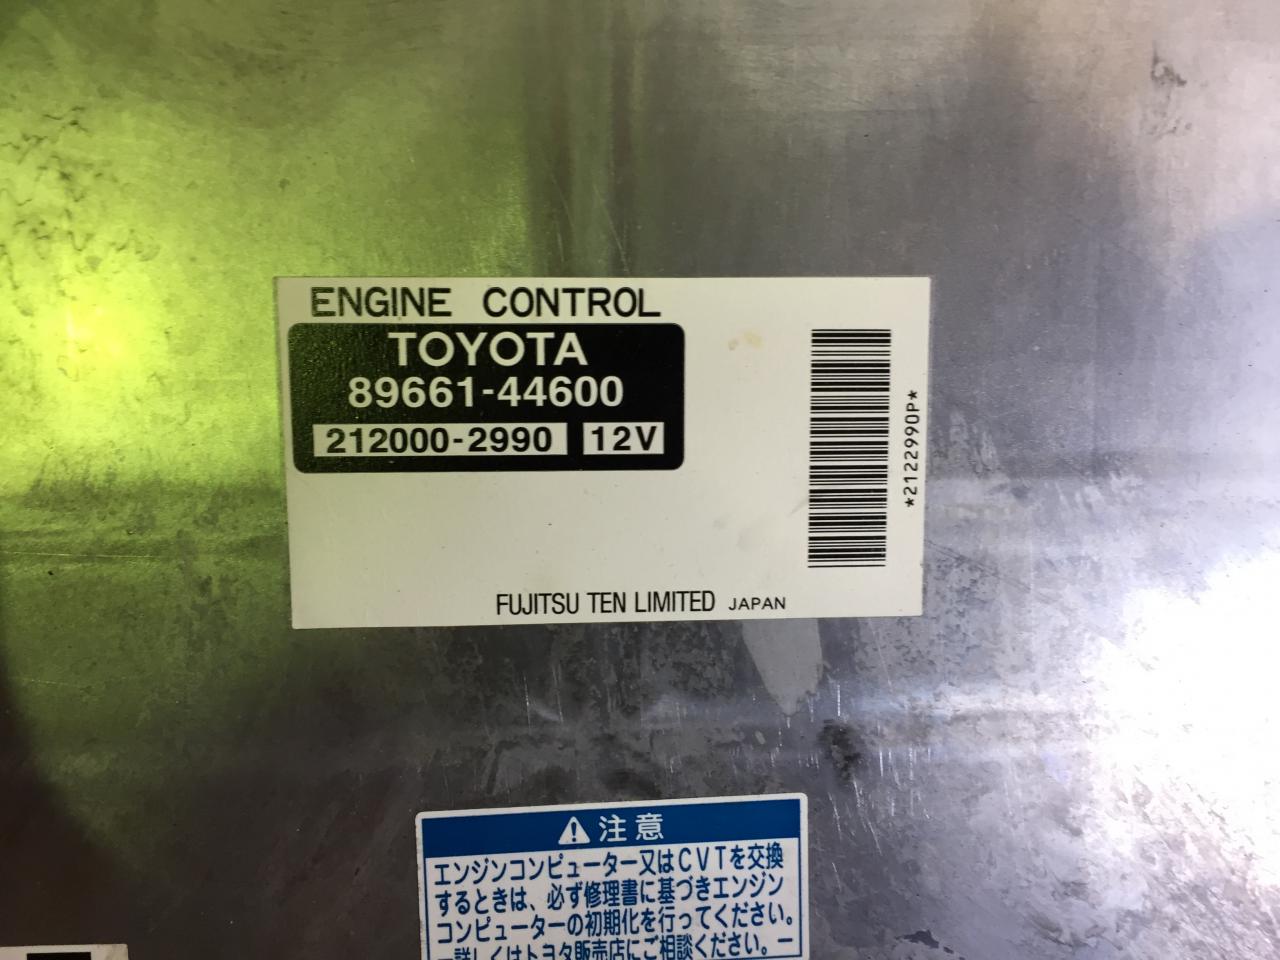 ENGINE CONTROL
TOYOTA
89661-44600
212000-2990 12V
*2122990P*
FUJITSU TEN LIMITED JAPAN
⚠注意
エンジンコンピューター又はCVTを交換
するときは、必ず修理書に基づきエンジン
コンピューターの初期化を行ってください。
ー詳しくはトヨタ販売店にご相談ください。ー